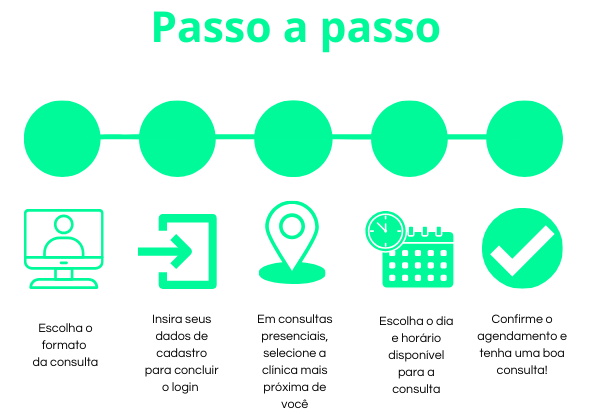 Passo a passo
Escolha o
formato
da consulta
Insira seus
dados de
cadastro
para concluir
o login
Em consultas
presenciais,
selecione a
clínica mais
próxima de
você
Escolha o dia
e horário
disponível
para a
consulta
Confirme o
agendamento e
tenha uma boa
consulta!